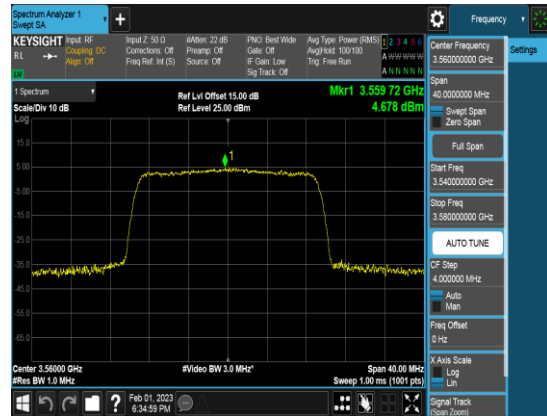 Spectrum Analyzer 1
Swept SA
+
Frequency
KEYSIGHT
RL
Input: RF
Coupling: DC
Align: Off
Input Z: 50 Ω
Corrections: Off
Freq Ref: Int (S)
#Atten: 22 dB
Preamp: Off
Source: Off
PNO: Best Wide
Gate: Off
IF Gain: Low
Sig Track: Off
Avg Type: Power (RMS)
Avg|Hold: 100/100
Trig: Free Run
1 2 3 4 5 6
A W W W W W
A N N N N N
Settings
Center Frequency
3.560000000 GHz
Span
40.0000000 MHz
Swept Span
Zero Span
Full Span
Start Freq
3.540000000 GHz
Stop Freq
3.580000000 GHz
AUTO TUNE
CF Step
4.000000 MHz
Auto
Man
Freq Offset
0 Hz
X Axis Scale
Log
Lin
Signal Track
(Span Zoom)
1 Spectrum
Scale/Div 10 dB
Log
Ref Lvl Offset 15.00 dB
Ref Level 25.00 dBm
Mkr1 3.559 72 GHz
4.678 dBm
1
15.0
5.00
-5.00
-15.0
-25.0
-35.0
-45.0
-55.0
-65.0
Center 3.56000 GHz
#Res BW 1.0 MHz
#Video BW 3.0 MHz*
Span 40.00 MHz
Sweep 1.00 ms (1001 pts)
?
Feb 01, 2023
6:34:59 PM